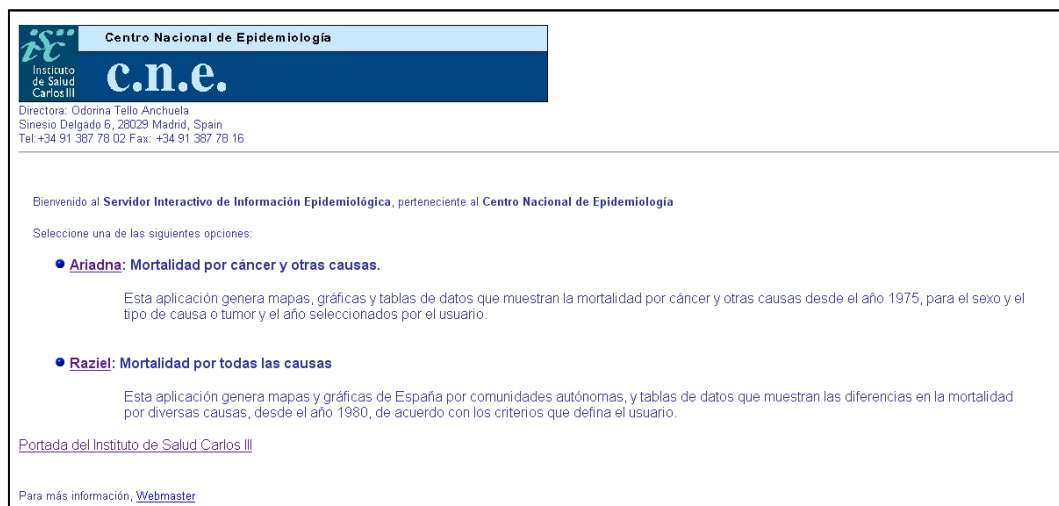 isc
Instituto
de Salud
Carlos III
Centro Nacional de Epidemiología
c.n.e.
Directora: Odorina Tello Anchuela
Sinesio Delgado 6, 28029 Madrid, Spain
Tel:+34 91 387 78 02 Fax: +34 91 387 78 16
Bienvenido al Servidor Interactivo de Información Epidemiológica, perteneciente al Centro Nacional de Epidemiología
Seleccione una de las siguientes opciones:
Ariadna: Mortalidad por cáncer y otras causas.
Esta aplicación genera mapas, gráficas y tablas de datos que muestran la mortalidad por cáncer y otras causas desde el año 1975, para el sexo y el
tipo de causa o tumor y el año seleccionados por el usuario.
Raziel: Mortalidad por todas las causas
Esta aplicación genera mapas y gráficas de España por comunidades autónomas, y tablas de datos que muestran las diferencias en la mortalidad
por diversas causas, desde el año 1980, de acuerdo con los criterios que defina el usuario.
Portada del Instituto de Salud Carlos III
Para más información, Webmaster